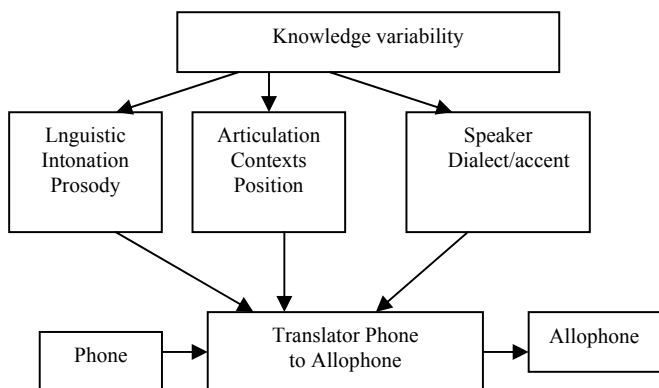 Knowledge variability
Lnguistic
Intonation
Prosody
Articulation
Contexts
Position
Speaker
Dialect/accent
Phone
Translator Phone
to Allophone
Allophone